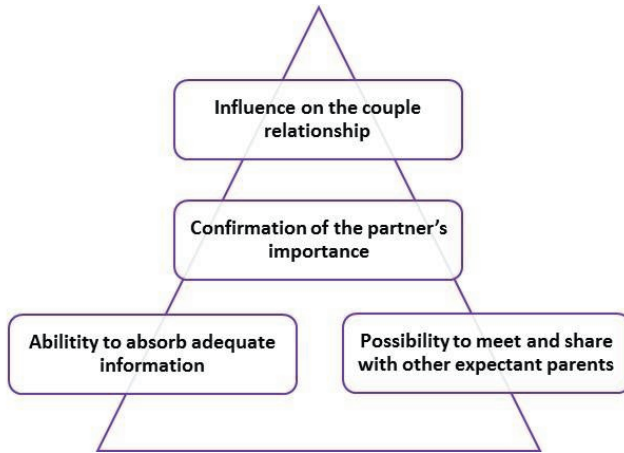 Influence on the couple
relationship
Confirmation of the partner's
importance
Abilitity to absorb adequate
information
Possibility to meet and share
with other expectant parents